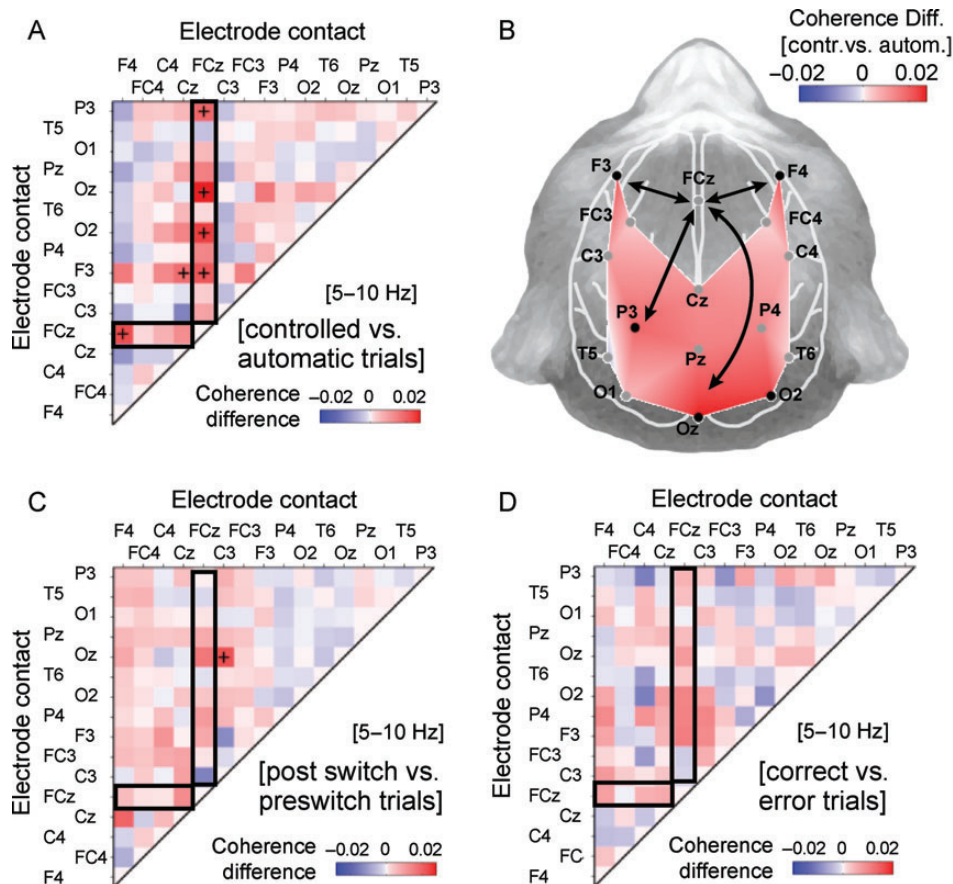 A
Electrode contact
F4 C4 FCz FC3 P4 T6 Pz T5
FC4 Cz C3 F3 O2 Oz O1 P3
Electrode contact
P3
T5
O1
Pz
Oz
T6
O2
P4
F3
FC3
C3
FCz
Cz
C4
FC4
F4
+
+
+
+ +
+
[5–10 Hz]
[controlled vs.
automatic trials]
Coherence
difference
−0.02 0 0.02
B
Coherence Diff.
[contr.vs. autom.]
−0.02 0 0.02
F3 F4
FCz
FC3 FC4
C3 C4
Cz
P3 P4
T5 Pz T6
O1 O2
Oz
C
Electrode contact
F4 C4 FCz FC3 P4 T6 Pz T5
FC4 Cz C3 F3 O2 Oz O1 P3
Electrode contact
P3
T5
O1
Pz
Oz
T6
O2
P4
F3
FC3
C3
FCz
Cz
C4
FC4
F4
+
[5–10 Hz]
[post switch vs.
preswitch trials]
Coherence
difference
−0.02 0 0.02
D
Electrode contact
F4 C4 FCz FC3 P4 T6 Pz T5
FC4 Cz C3 F3 O2 Oz O1 P3
Electrode contact
P3
T5
O1
Pz
Oz
T6
O2
P4
F3
FC3
C3
FCz
Cz
C4
FC
F4
[5–10 Hz]
[correct vs.
error trials]
Coherence
difference
−0.02 0 0.02